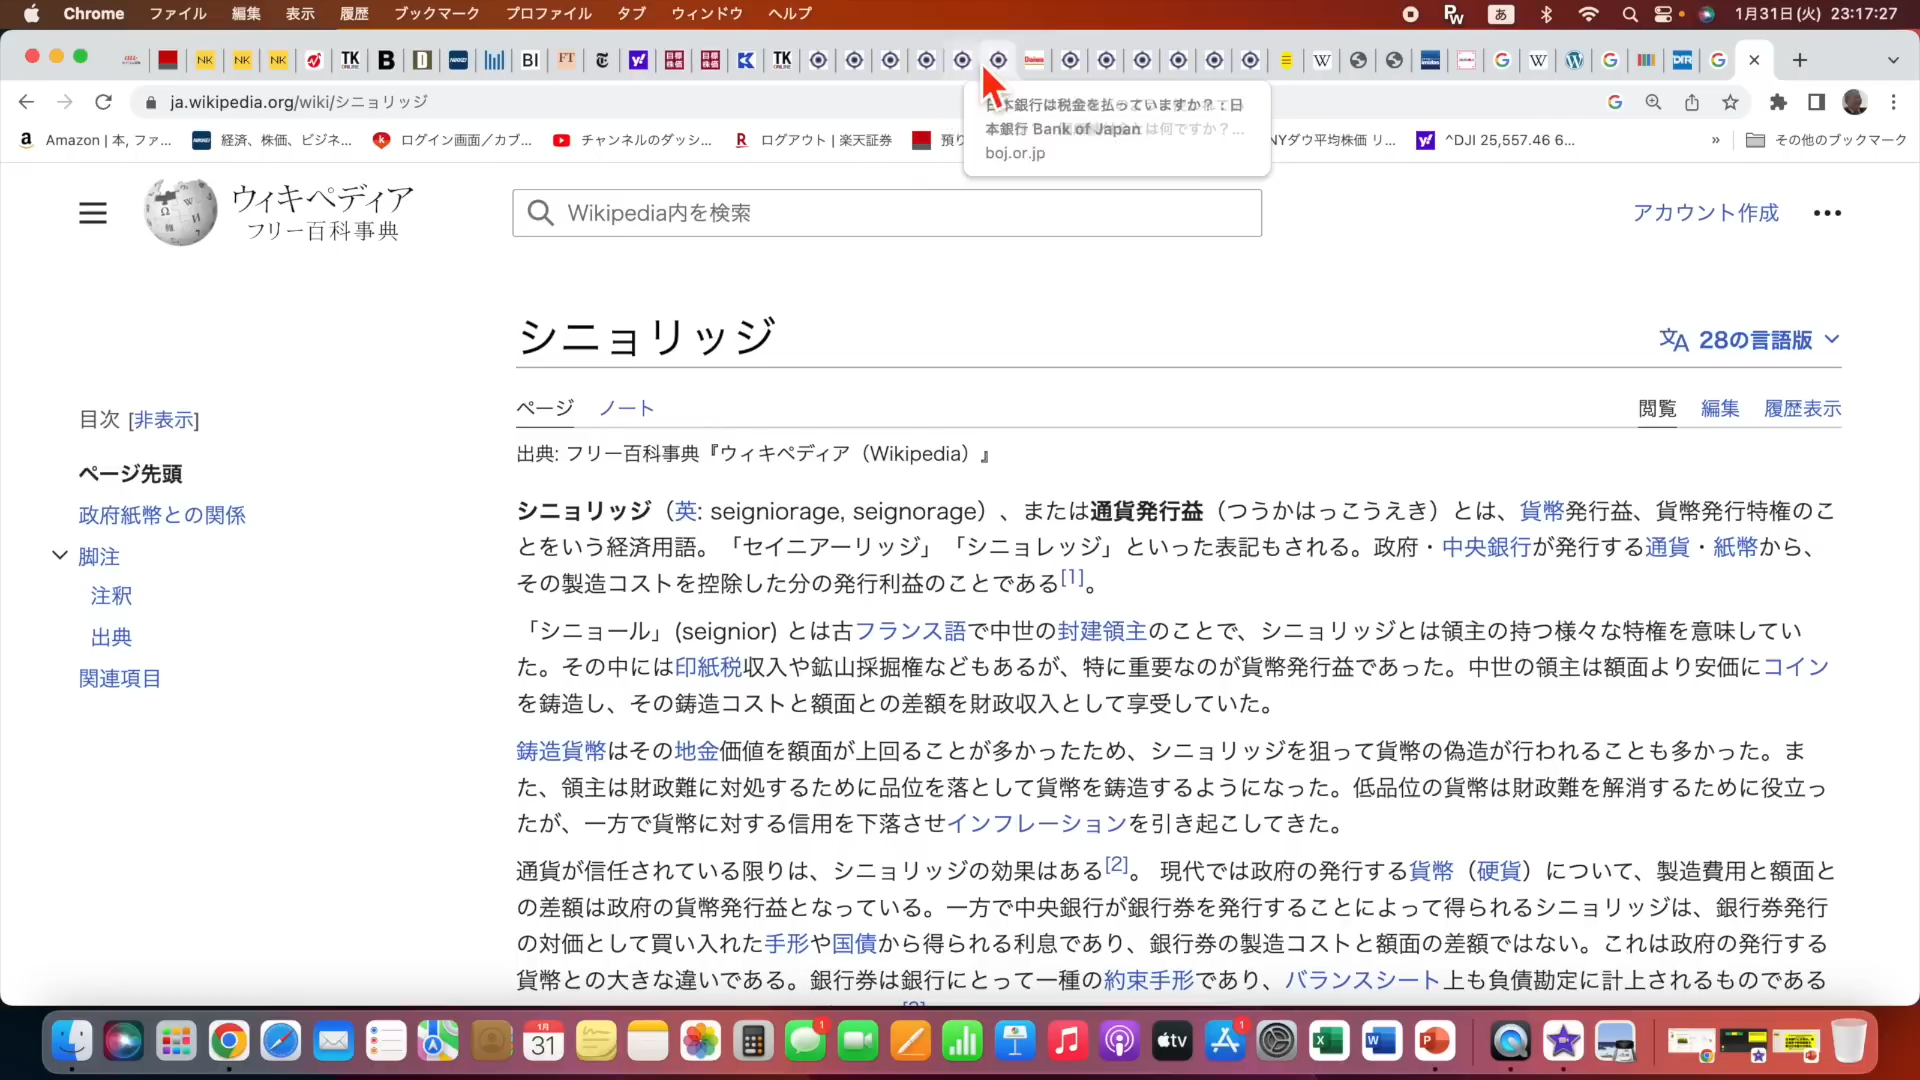 Chrome ファイル 編集 表示 履歴 ブックマーク プロファイル タブ ウィンドウ ヘルプ
あ 1月31日(火) 23:17:27
NK NK NK TK ONLINE B BI FT TK ONLINE Daiwa W G W G DIR G
ja.wikipedia.org/wiki/シニョリッジ
日本銀行は税金を払っていますか？ : 日
本銀行 Bank of Japan
boj.or.jp
Amazon | 本, ファ... 経済、株価、ビジネ... ログイン画面／カブ... チャンネルのダッシ... ログアウト | 楽天証券 預り NYダウ平均株価 リ... ^DJI 25,557.46 6... » その他のブックマーク
ウィキペディア
フリー百科事典
Wikipedia内を検索
アカウント作成
シニョリッジ
28の言語版
目次 [非表示]
ページ先頭
政府紙幣との関係
脚注
注釈
出典
関連項目
ページ ノート 閲覧 編集 履歴表示
出典: フリー百科事典『ウィキペディア（Wikipedia）』
シニョリッジ（英: seigniorage, seignorage）、または通貨発行益（つうかはっこうえき）とは、貨幣発行益、貨幣発行特権のこ
とをいう経済用語。「セイニアーリッジ」「シニョレッジ」といった表記もされる。政府・中央銀行が発行する通貨・紙幣から、
その製造コストを控除した分の発行利益のことである[1]。
「シニョール」(seignior) とは古フランス語で中世の封建領主のことで、シニョリッジとは領主の持つ様々な特権を意味してい
た。その中には印紙税収入や鉱山採掘権などもあるが、特に重要なのが貨幣発行益であった。中世の領主は額面より安価にコイン
を鋳造し、その鋳造コストと額面との差額を財政収入として享受していた。
鋳造貨幣はその地金価値を額面が上回ることが多かったため、シニョリッジを狙って貨幣の偽造が行われることも多かった。ま
た、領主は財政難に対処するために品位を落として貨幣を鋳造するようになった。低品位の貨幣は財政難を解消するために役立っ
たが、一方で貨幣に対する信用を下落させインフレーションを引き起こしてきた。
通貨が信任されている限りは、シニョリッジの効果はある[2]。 現代では政府の発行する貨幣（硬貨）について、製造費用と額面と
の差額は政府の貨幣発行益となっている。一方で中央銀行が銀行券を発行することによって得られるシニョリッジは、銀行券発行
の対価として買い入れた手形や国債から得られる利息であり、銀行券の製造コストと額面の差額ではない。これは政府の発行する
貨幣との大きな違いである。銀行券は銀行にとって一種の約束手形であり、バランスシート上も負債勘定に計上されるものである
1月
31
1
tv
1